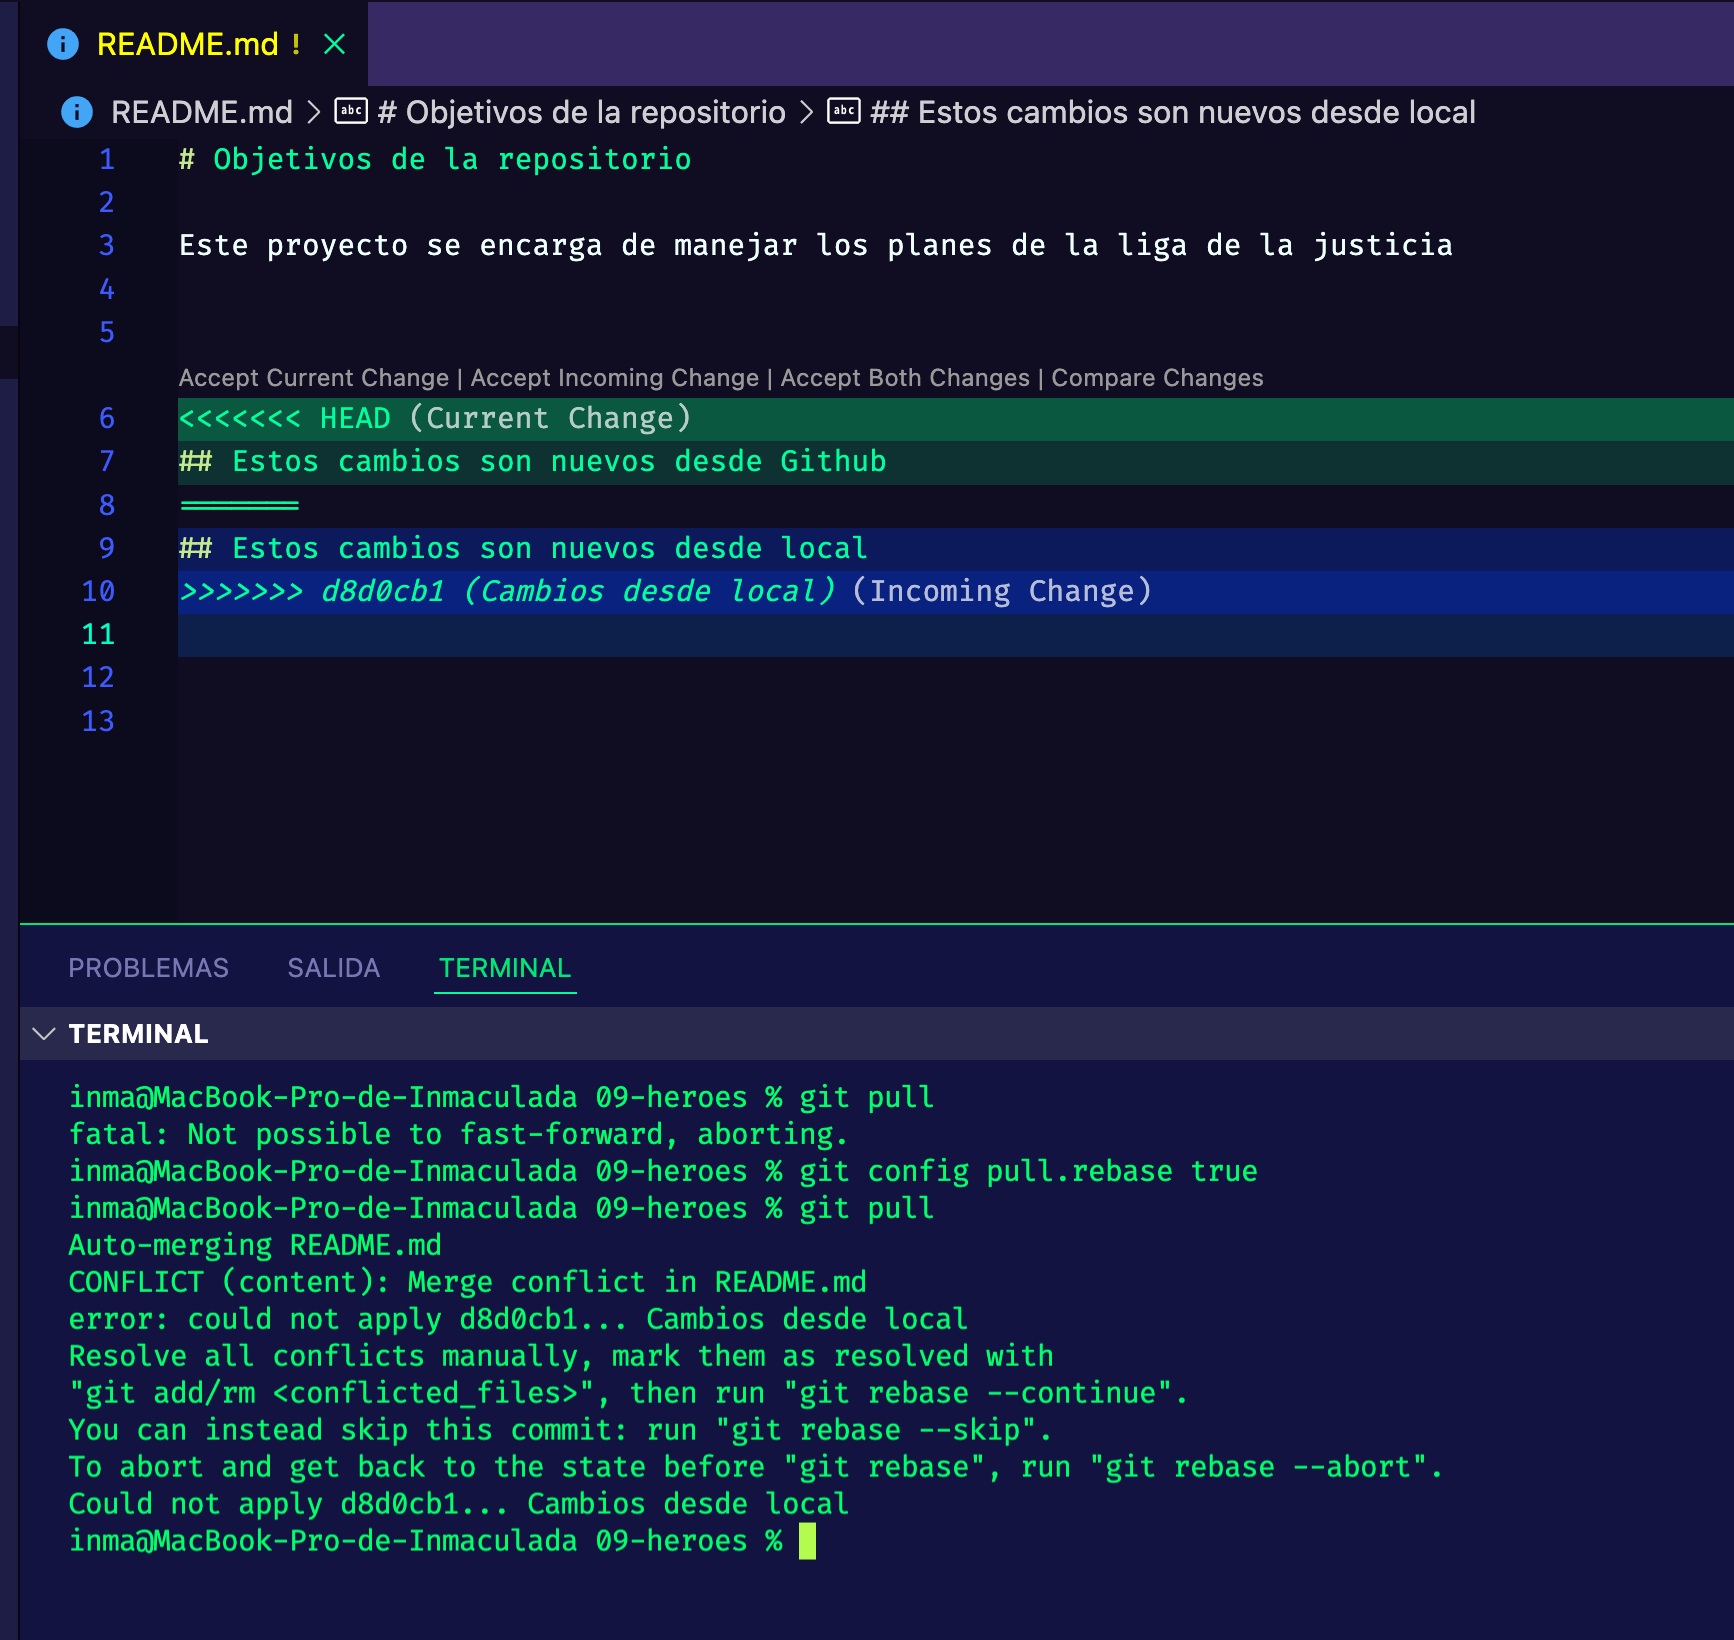 README.md !
README.md > # Objetivos de la repositorio > ## Estos cambios son nuevos desde local
1 # Objetivos de la repositorio
2
3 Este proyecto se encarga de manejar los planes de la liga de la justicia
4
5
Accept Current Change | Accept Incoming Change | Accept Both Changes | Compare Changes
6 <<<<<<< HEAD (Current Change)
7 ## Estos cambios son nuevos desde Github
8 =======
9 ## Estos cambios son nuevos desde local
10 >>>>>>> d8d0cb1 (Cambios desde local) (Incoming Change)
11
12
13
PROBLEMAS SALIDA TERMINAL
TERMINAL
inma@MacBook-Pro-de-Inmaculada 09-heroes % git pull
fatal: Not possible to fast-forward, aborting.
inma@MacBook-Pro-de-Inmaculada 09-heroes % git config pull.rebase true
inma@MacBook-Pro-de-Inmaculada 09-heroes % git pull
Auto-merging README.md
CONFLICT (content): Merge conflict in README.md
error: could not apply d8d0cb1... Cambios desde local
Resolve all conflicts manually, mark them as resolved with
"git add/rm <conflicted_files>", then run "git rebase --continue".
You can instead skip this commit: run "git rebase --skip".
To abort and get back to the state before "git rebase", run "git rebase --abort".
Could not apply d8d0cb1... Cambios desde local
inma@MacBook-Pro-de-Inmaculada 09-heroes %